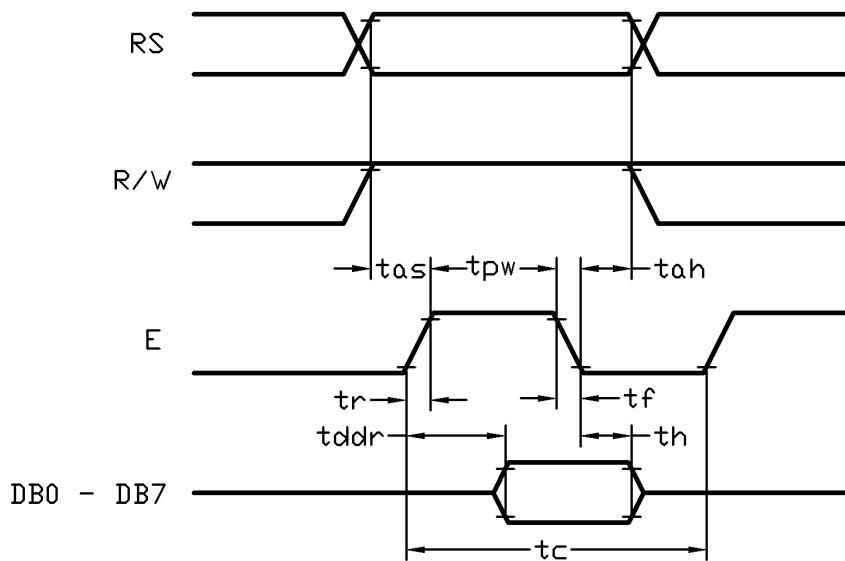 RS
R/W
tas tpw tah
E
tr tf
tddr th
DB0 - DB7
tc